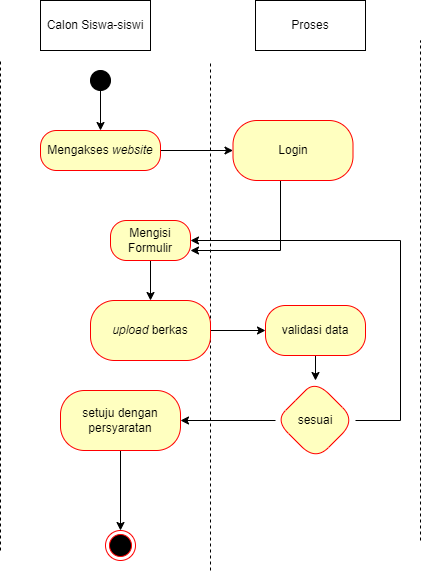 Calon Siswa-siswi
Proses
Mengakses website
Login
Mengisi
Formulir
upload berkas
validasi data
setuju dengan
persyaratan
sesuai